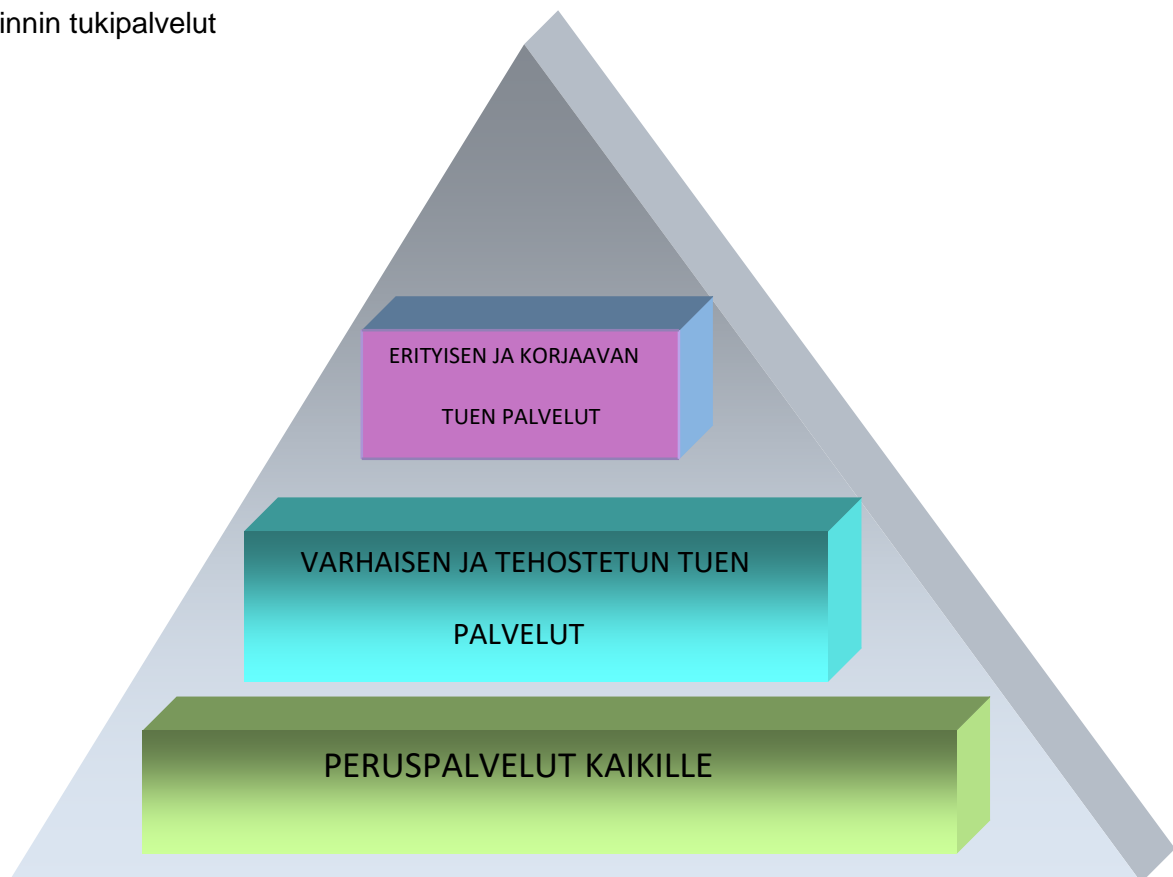 innin tukipalvelut
ERITYISEN JA KORJAAVAN
TUEN PALVELUT
VARHAISEN JA TEHOSTETUN TUEN
PALVELUT
PERUSPALVELUT KAIKILLE